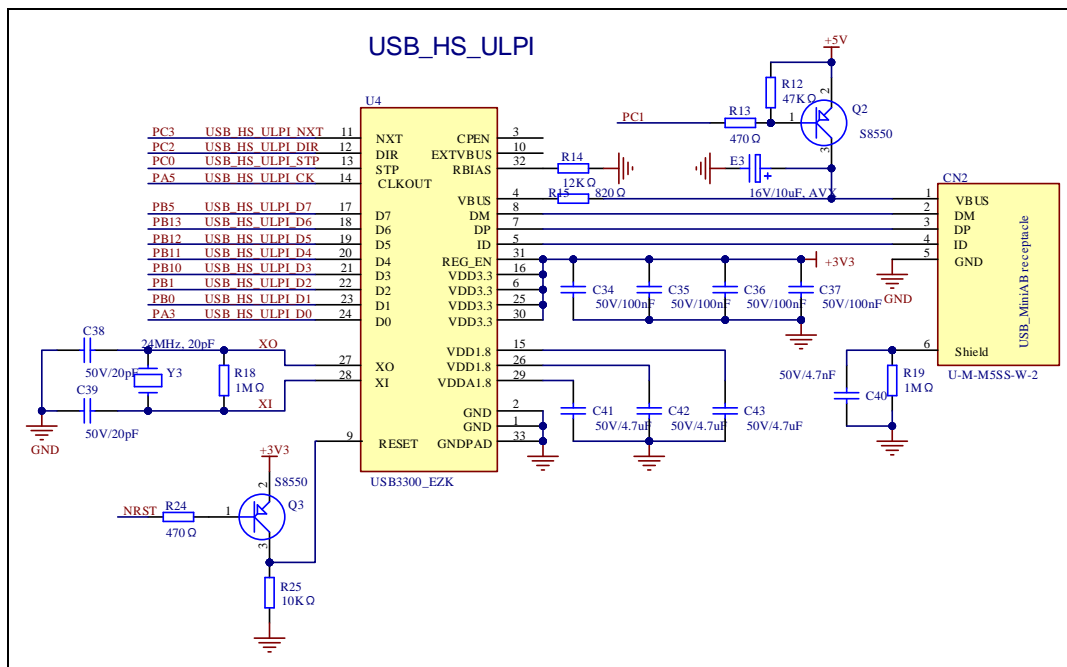 USB_HS_ULPI
+5V
R12
47KΩ
2
Q2
S8550
1
3
PC1
R13
470Ω
E3
+
16V/10uF, AVX
U4
PC3 USB_HS_ULPI_NXT 11 NXT
PC2 USB_HS_ULPI_DIR 12 DIR
PC0 USB_HS_ULPI_STP 13 STP
PA5 USB_HS_ULPI_CK 14 CLKOUT
PB5 USB_HS_ULPI_D7 17 D7
PB13 USB_HS_ULPI_D6 18 D6
PB12 USB_HS_ULPI_D5 19 D5
PB11 USB_HS_ULPI_D4 20 D4
PB10 USB_HS_ULPI_D3 21 D3
PB1 USB_HS_ULPI_D2 22 D2
PB0 USB_HS_ULPI_D1 23 D1
PA3 USB_HS_ULPI_D0 24 D0
27 XO
28 XI
9 RESET
CPEN 3
EXTVBUS 10
RBIAS 32
VBUS 4
DM 8
DP 7
ID 5
REG_EN 31
VDD3.3 16
VDD3.3 6
VDD3.3 25
VDD3.3 30
VDD1.8 15
VDD1.8 26
VDDA1.8 29
GND 2
GND 1
GNDPAD 33
USB3300_EZK
R14
12KΩ
R15 820Ω
CN2
1 VBUS
2 DM
3 DP
4 ID
5 GND
6 Shield
USB_MiniAB receptacle
U-M-M5SS-W-2
GND
+3V3
C34
50V/100nF
C35
50V/100nF
C36
50V/100nF
C37
50V/100nF
C41
50V/4.7uF
C42
50V/4.7uF
C43
50V/4.7uF
50V/4.7nF
C40
R19
1MΩ
C38
50V/20pF
24MHz, 20pF
Y3
XO
R18
1MΩ
XI
C39
50V/20pF
GND
+3V3
S8550
2
Q3
1
3
NRST
R24
470Ω
R25
10KΩ